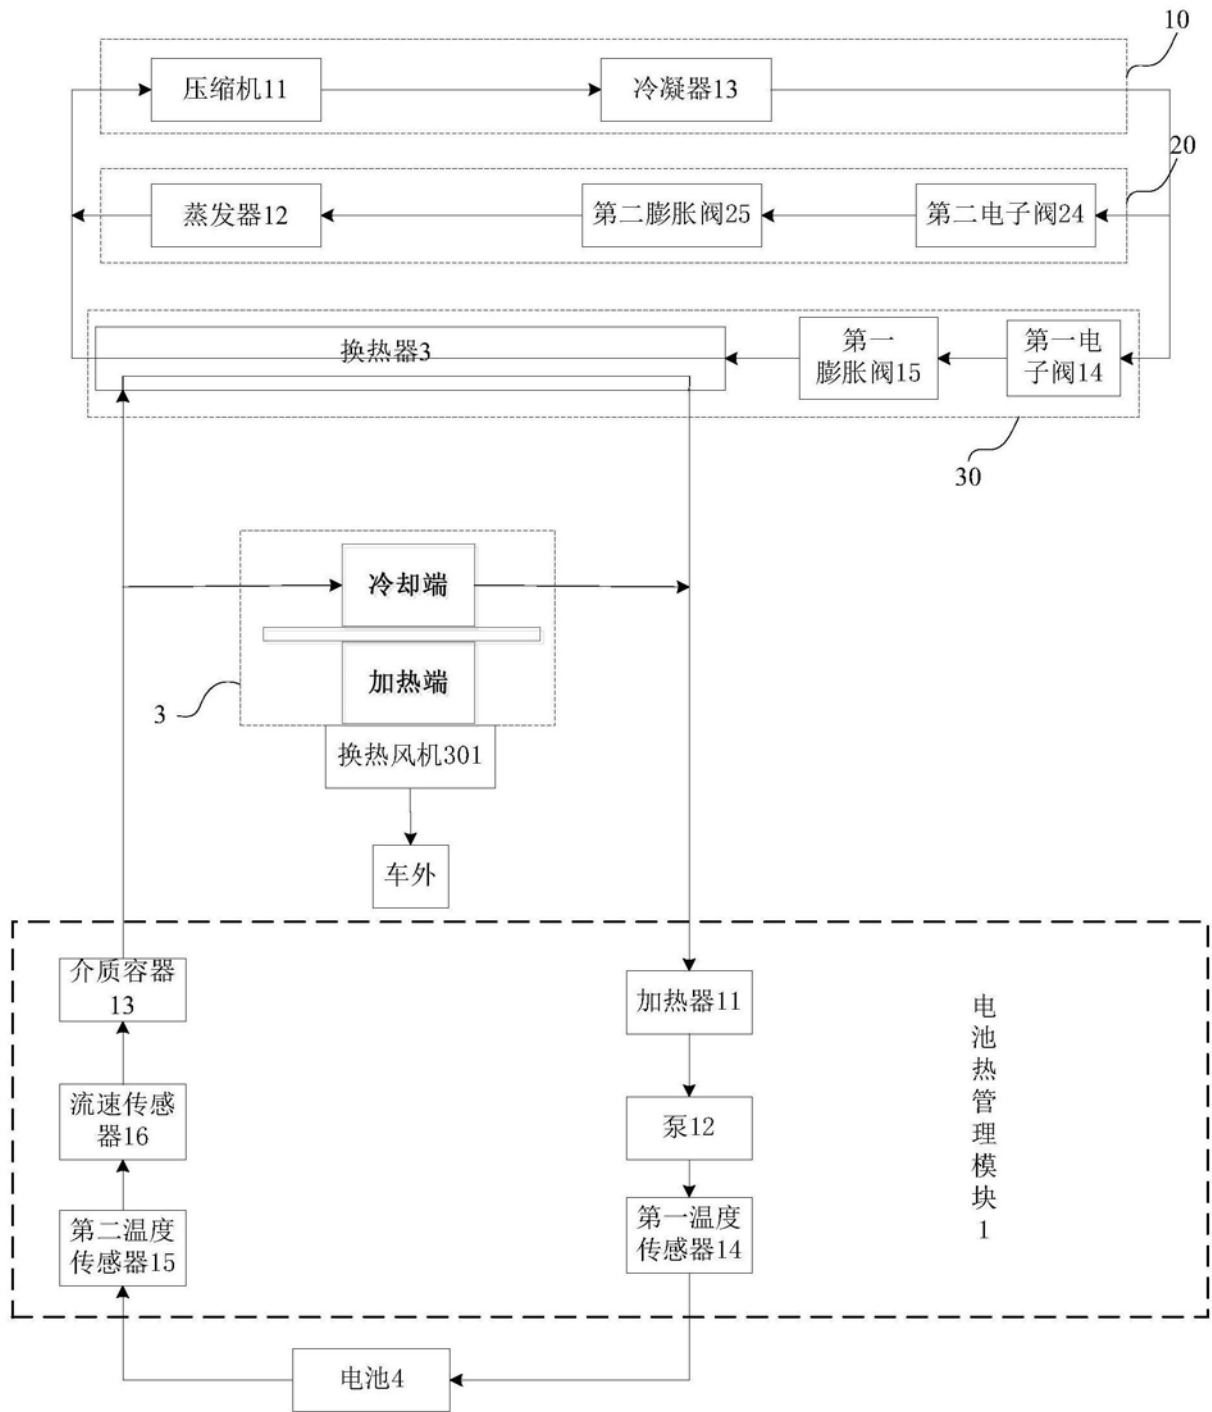 10
压缩机11
冷凝器13
20
蒸发器12
第二膨胀阀25
第二电子阀24
换热器3
第一
膨胀阀15
第一电
子阀14
30
冷却端
加热端
3
换热风机301
车外
介质容器
13
加热器11
电池热管理模块1
流速传感
器16
泵12
第二温度
传感器15
第一温度
传感器14
电池4